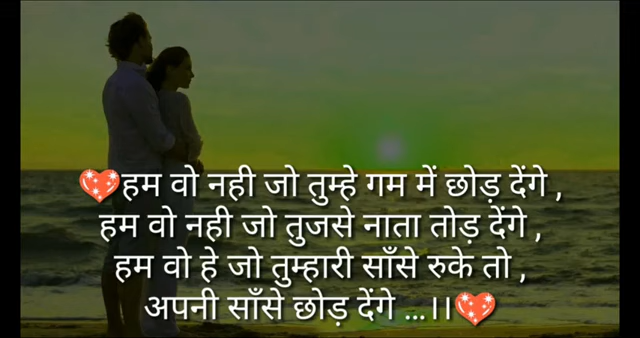 💖हम वो नही जो तुम्हे गम में छोड़ देंगे ,
हम वो नही जो तुजसे नाता तोड़ देंगे ,
हम वो हे जो तुम्हारी साँसे रुके तो ,
अपनी साँसे छोड़ देंगे ...।।💖